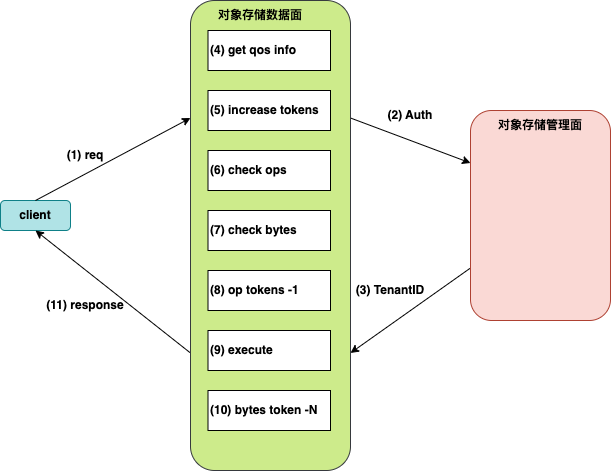 对象存储数据面
(4) get qos info
(5) increase tokens
(2) Auth
对象存储管理面
(1) req
(6) check ops
client
(7) check bytes
(8) op tokens -1
(3) TenantID
(11) response
(9) execute
(10) bytes token -N